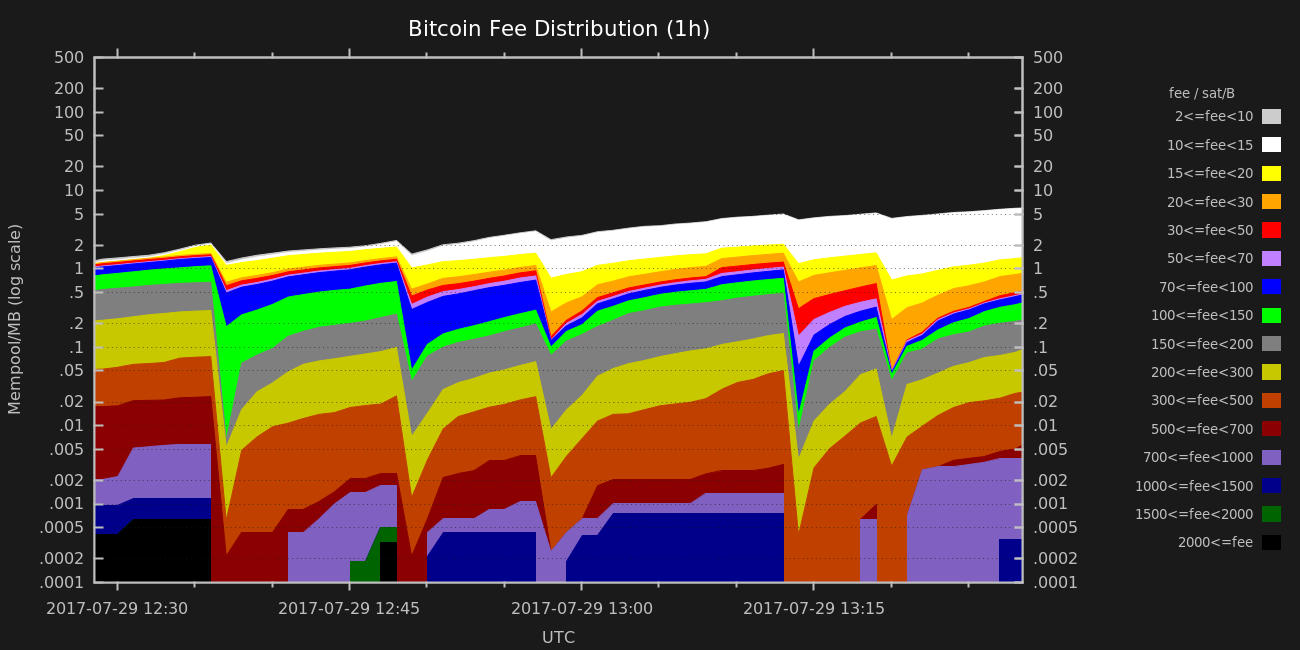 Bitcoin Fee Distribution (1h)
Mempool/MB (log scale)
500
200
100
50
20
10
5
2
1
.5
.2
.1
.05
.02
.01
.005
.002
.001
.0005
.0002
.0001
500
200
100
50
20
10
5
2
1
.5
.2
.1
.05
.02
.01
.005
.002
.001
.0005
.0002
.0001
2017-07-29 12:30
2017-07-29 12:45
2017-07-29 13:00
2017-07-29 13:15
UTC
fee / sat/B
2<=fee<10
10<=fee<15
15<=fee<20
20<=fee<30
30<=fee<50
50<=fee<70
70<=fee<100
100<=fee<150
150<=fee<200
200<=fee<300
300<=fee<500
500<=fee<700
700<=fee<1000
1000<=fee<1500
1500<=fee<2000
2000<=fee